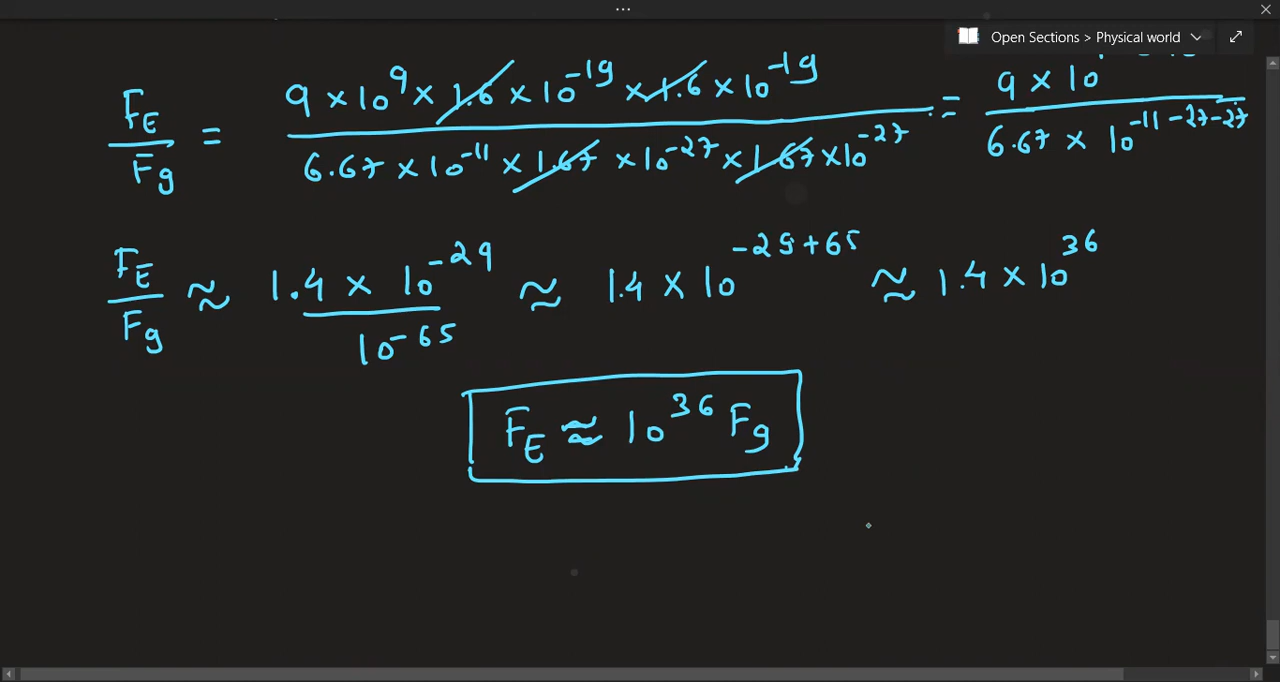 Open Sections > Physical world
F_E / F_g = (9 × 10^9 × 1.6 × 10^-19 × 1.6 × 10^-19) / (6.67 × 10^-11 × 1.67 × 10^-27 × 1.67 × 10^-27) = (9 × 10) / (6.67 × 10^-11-27-27)
F_E / F_g ≈ (1.4 × 10^-29) / (10^-65) ≈ 1.4 × 10^-29+65 ≈ 1.4 × 10^36
F_E ≈ 10^36 F_g